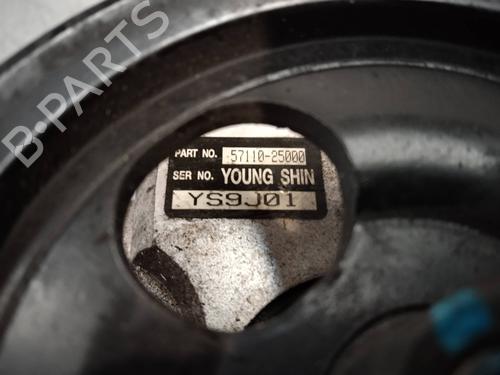 B-PARTS
PART NO. 57110-25000
SER NO. YOUNG SHIN
YS9J01